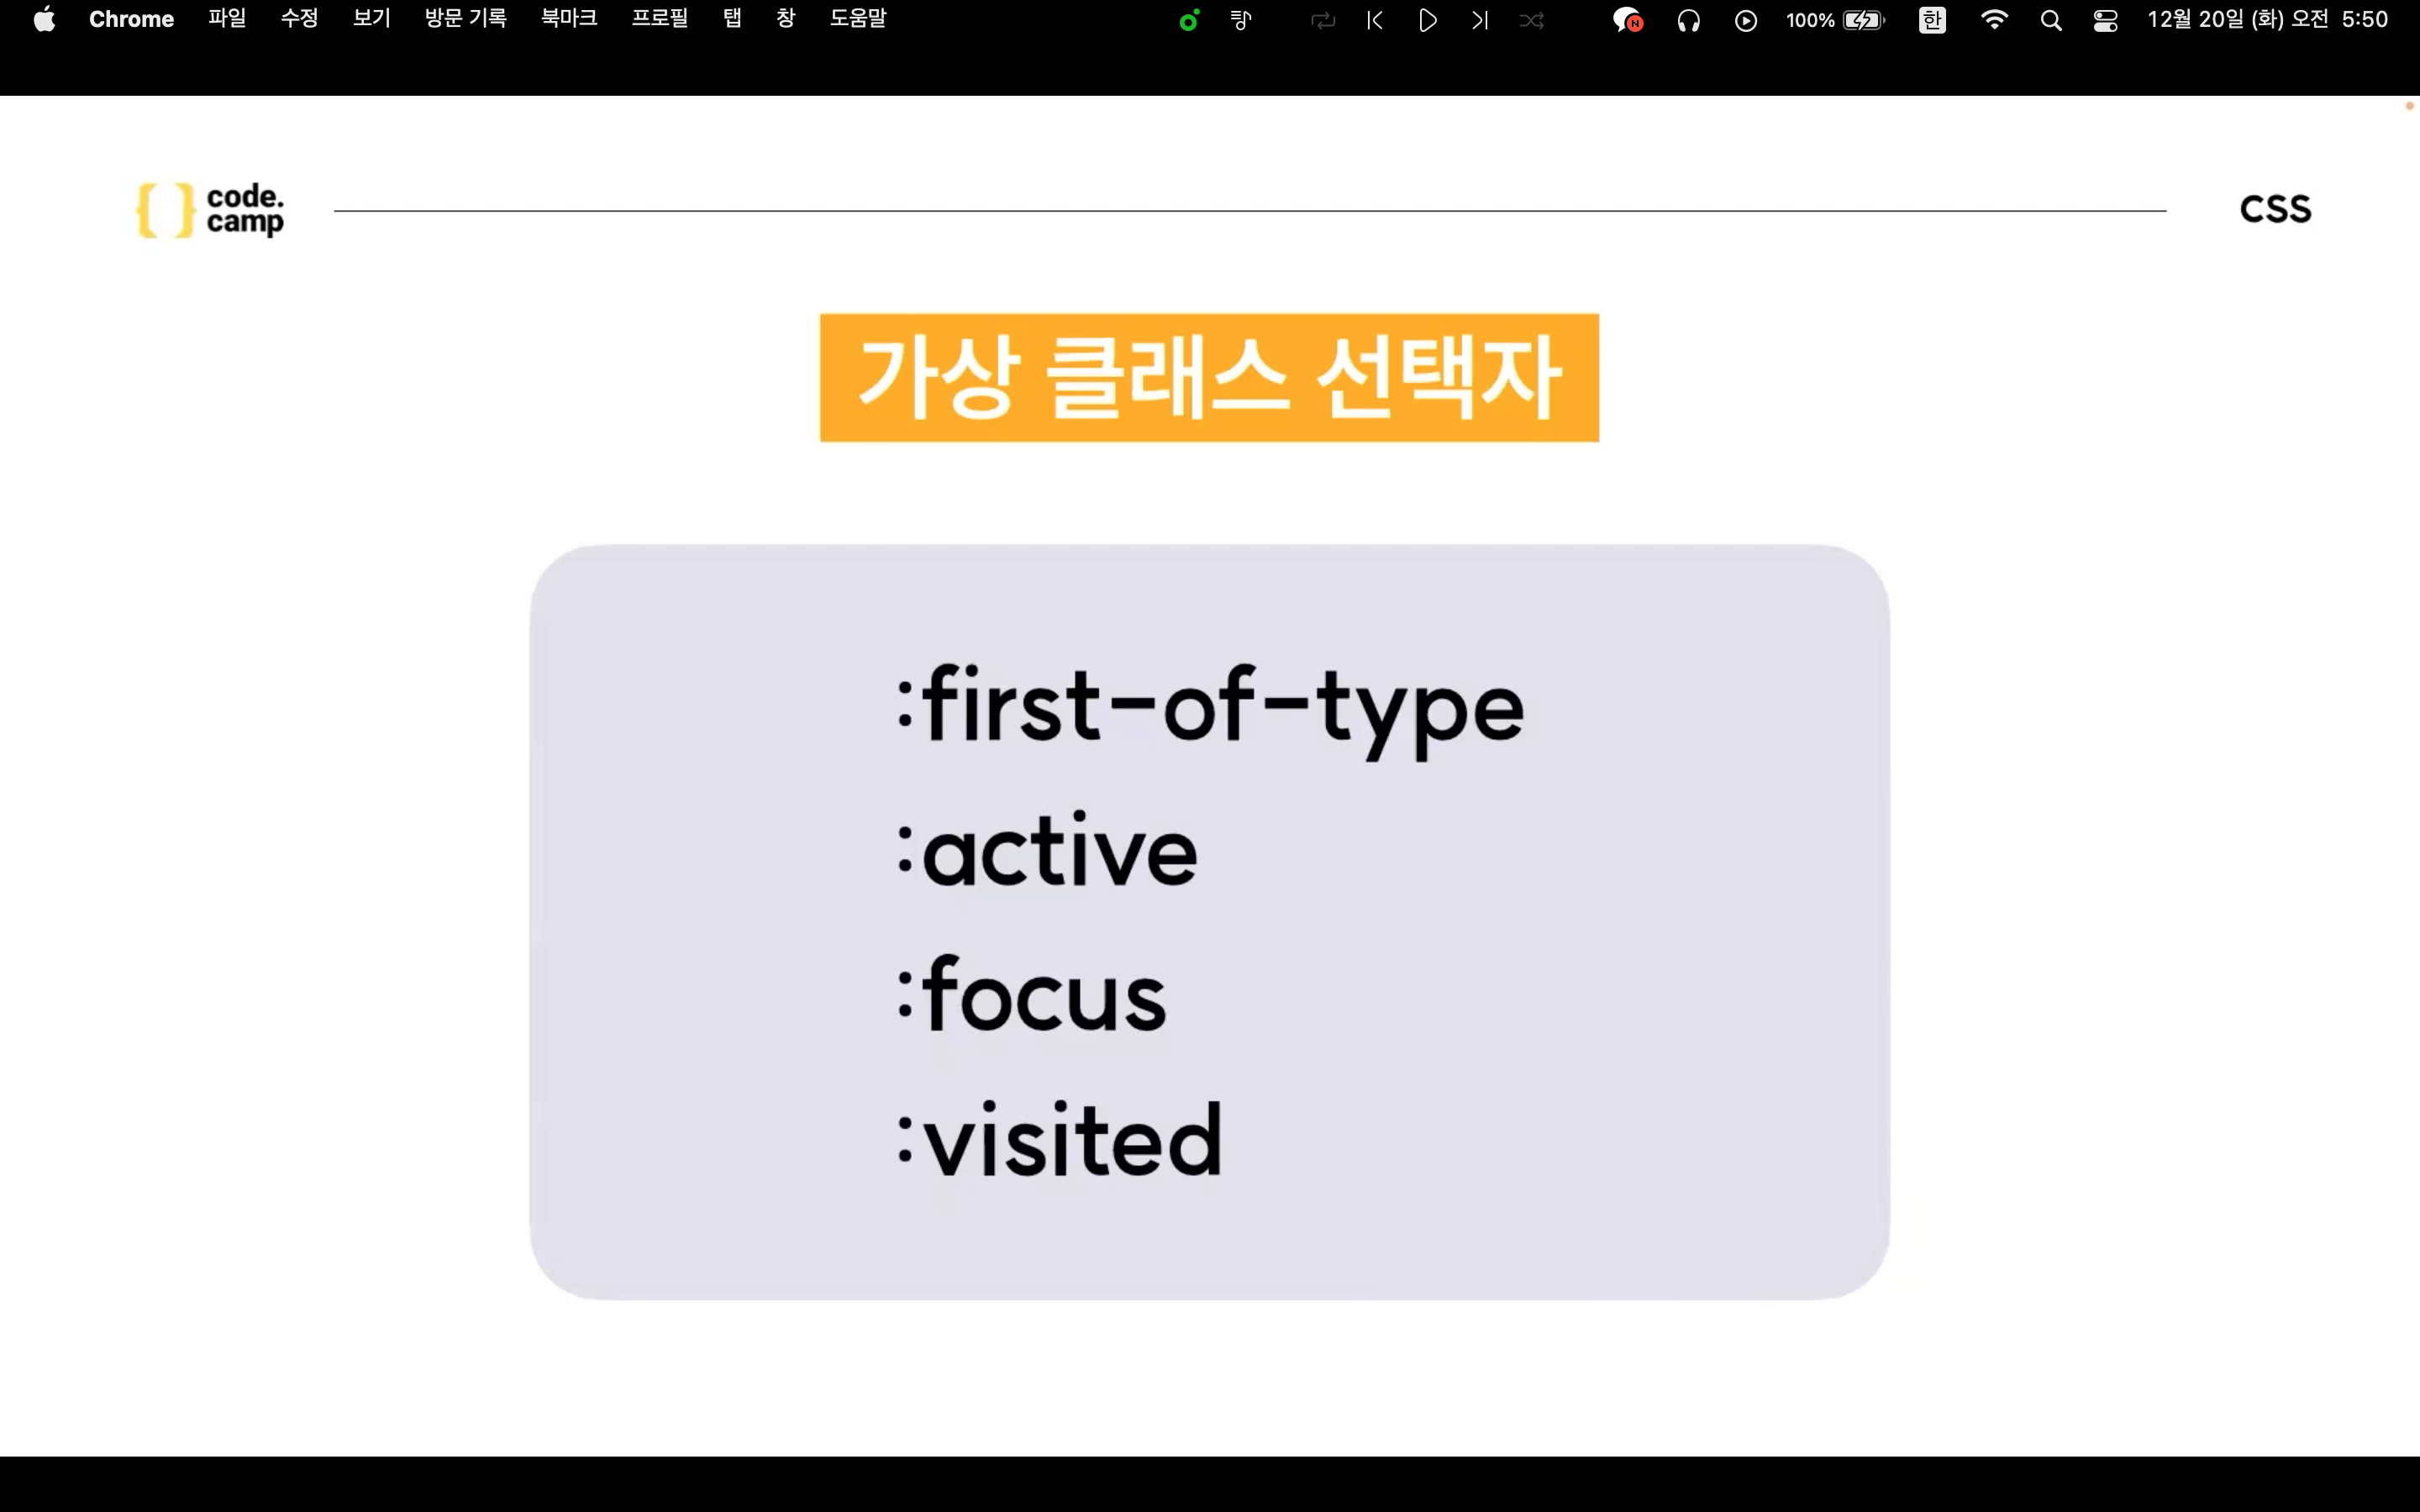 Chrome 파일 수정 보기 방문 기록 북마크 프로필 탭 창 도움말 N 100% 한 12월 20일 (화) 오전 5:50
{ } code.
camp
CSS
가상 클래스 선택자
:first-of-type
:active
:focus
:visited